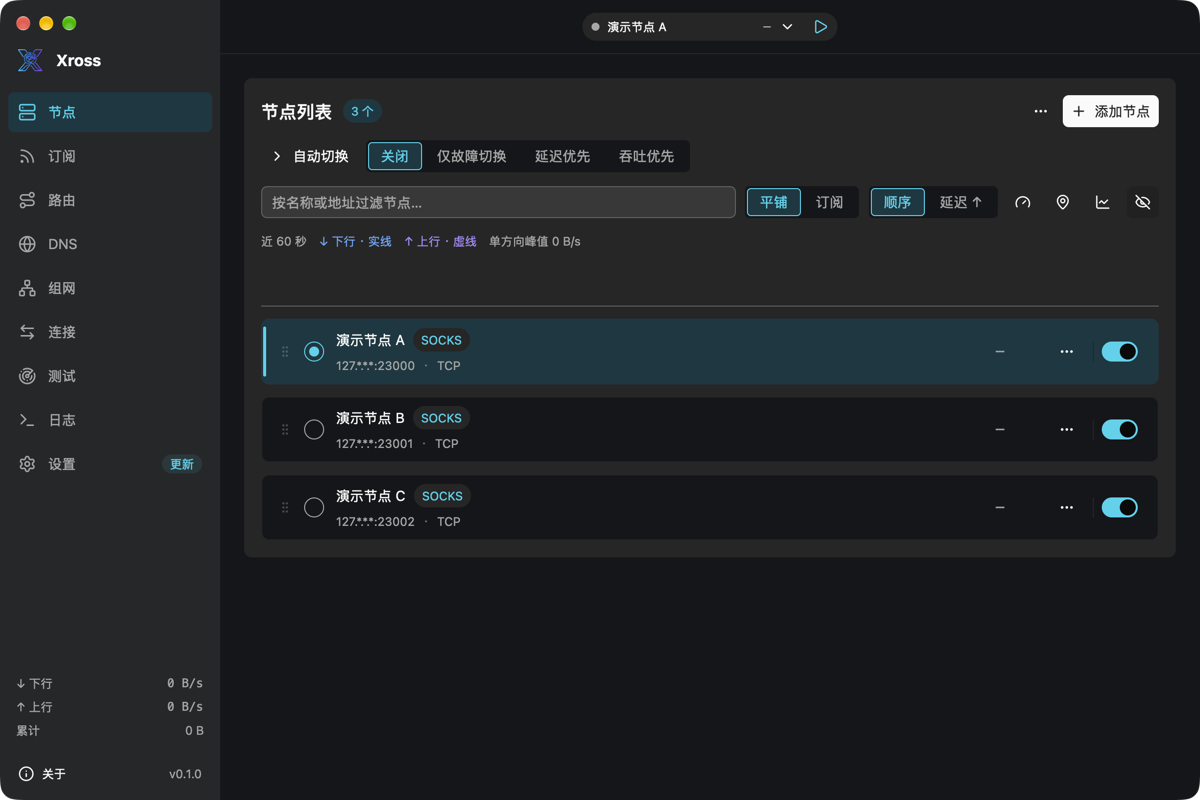 Xross
节点
订阅
路由
DNS
组网
连接
测试
日志
设置 更新
↓ 下行 0 B/s
↑ 上行 0 B/s
累计 0 B
关于 v0.1.0
演示节点 A –
节点列表 3 个 ··· + 添加节点
自动切换 关闭 仅故障切换 延迟优先 吞吐优先
按名称或地址过滤节点... 平铺 订阅 顺序 延迟 ↑
近 60 秒 ↓ 下行 · 实线 ↑ 上行 · 虚线 单方向峰值 0 B/s
演示节点 A SOCKS
127.***:23000 · TCP – ···
演示节点 B SOCKS
127.***:23001 · TCP – ···
演示节点 C SOCKS
127.***:23002 · TCP – ···